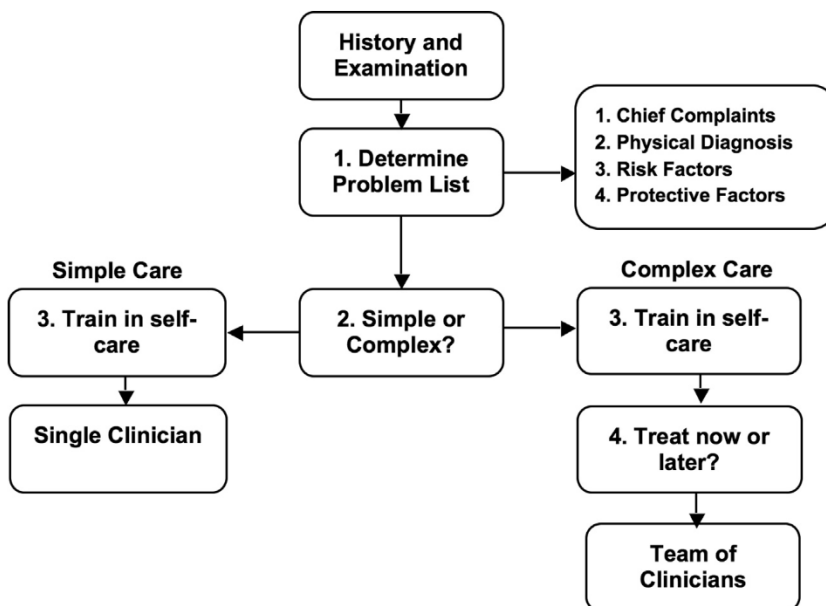 History and
Examination
1. Determine
Problem List
1. Chief Complaints
2. Physical Diagnosis
3. Risk Factors
4. Protective Factors
Simple Care
3. Train in self-
care
Single Clinician
2. Simple or
Complex?
Complex Care
3. Train in self-
care
4. Treat now or
later?
Team of
Clinicians